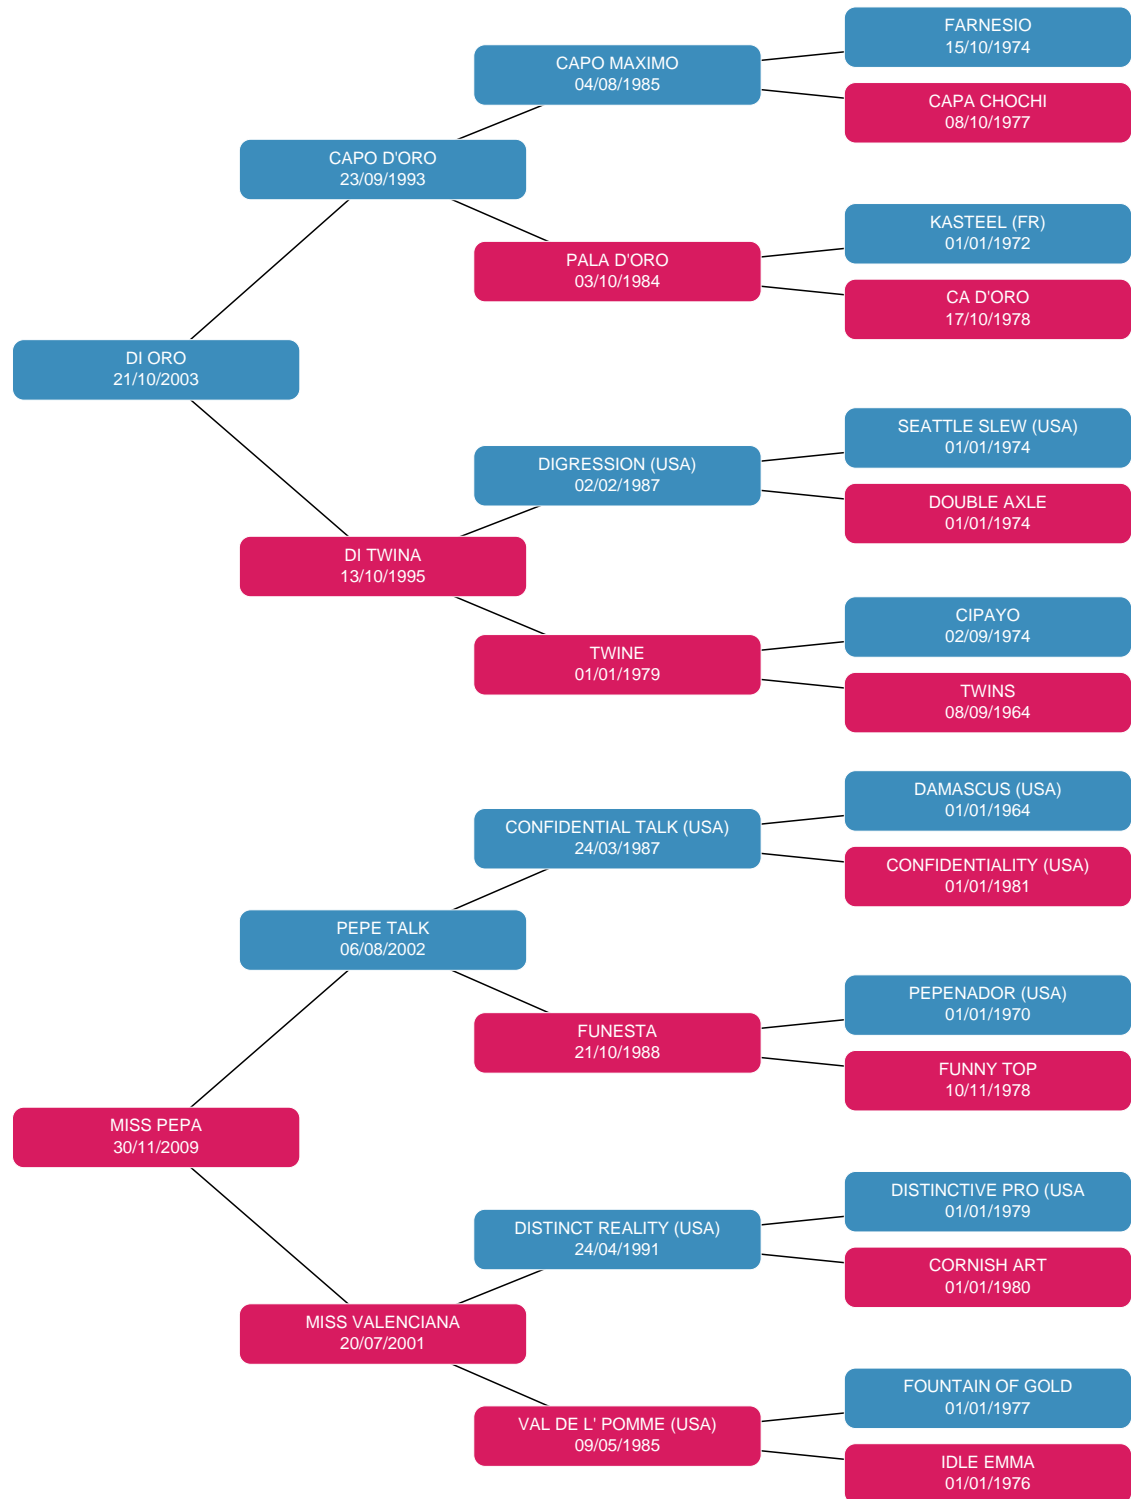 FARNESIO
15/10/1974
CAPO MAXIMO
04/08/1985
CAPA CHOCHI
08/10/1977
CAPO D'ORO
23/09/1993
KASTEEL (FR)
01/01/1972
PALA D'ORO
03/10/1984
CA D'ORO
17/10/1978
DI ORO
21/10/2003
SEATTLE SLEW (USA)
01/01/1974
DIGRESSION (USA)
02/02/1987
DOUBLE AXLE
01/01/1974
DI TWINA
13/10/1995
CIPAYO
02/09/1974
TWINE
01/01/1979
TWINS
08/09/1964
DAMASCUS (USA)
01/01/1964
CONFIDENTIAL TALK (USA)
24/03/1987
CONFIDENTIALITY (USA)
01/01/1981
PEPE TALK
06/08/2002
PEPENADOR (USA)
01/01/1970
FUNESTA
21/10/1988
FUNNY TOP
10/11/1978
MISS PEPA
30/11/2009
DISTINCTIVE PRO (USA
01/01/1979
DISTINCT REALITY (USA)
24/04/1991
CORNISH ART
01/01/1980
MISS VALENCIANA
20/07/2001
FOUNTAIN OF GOLD
01/01/1977
VAL DE L' POMME (USA)
09/05/1985
IDLE EMMA
01/01/1976